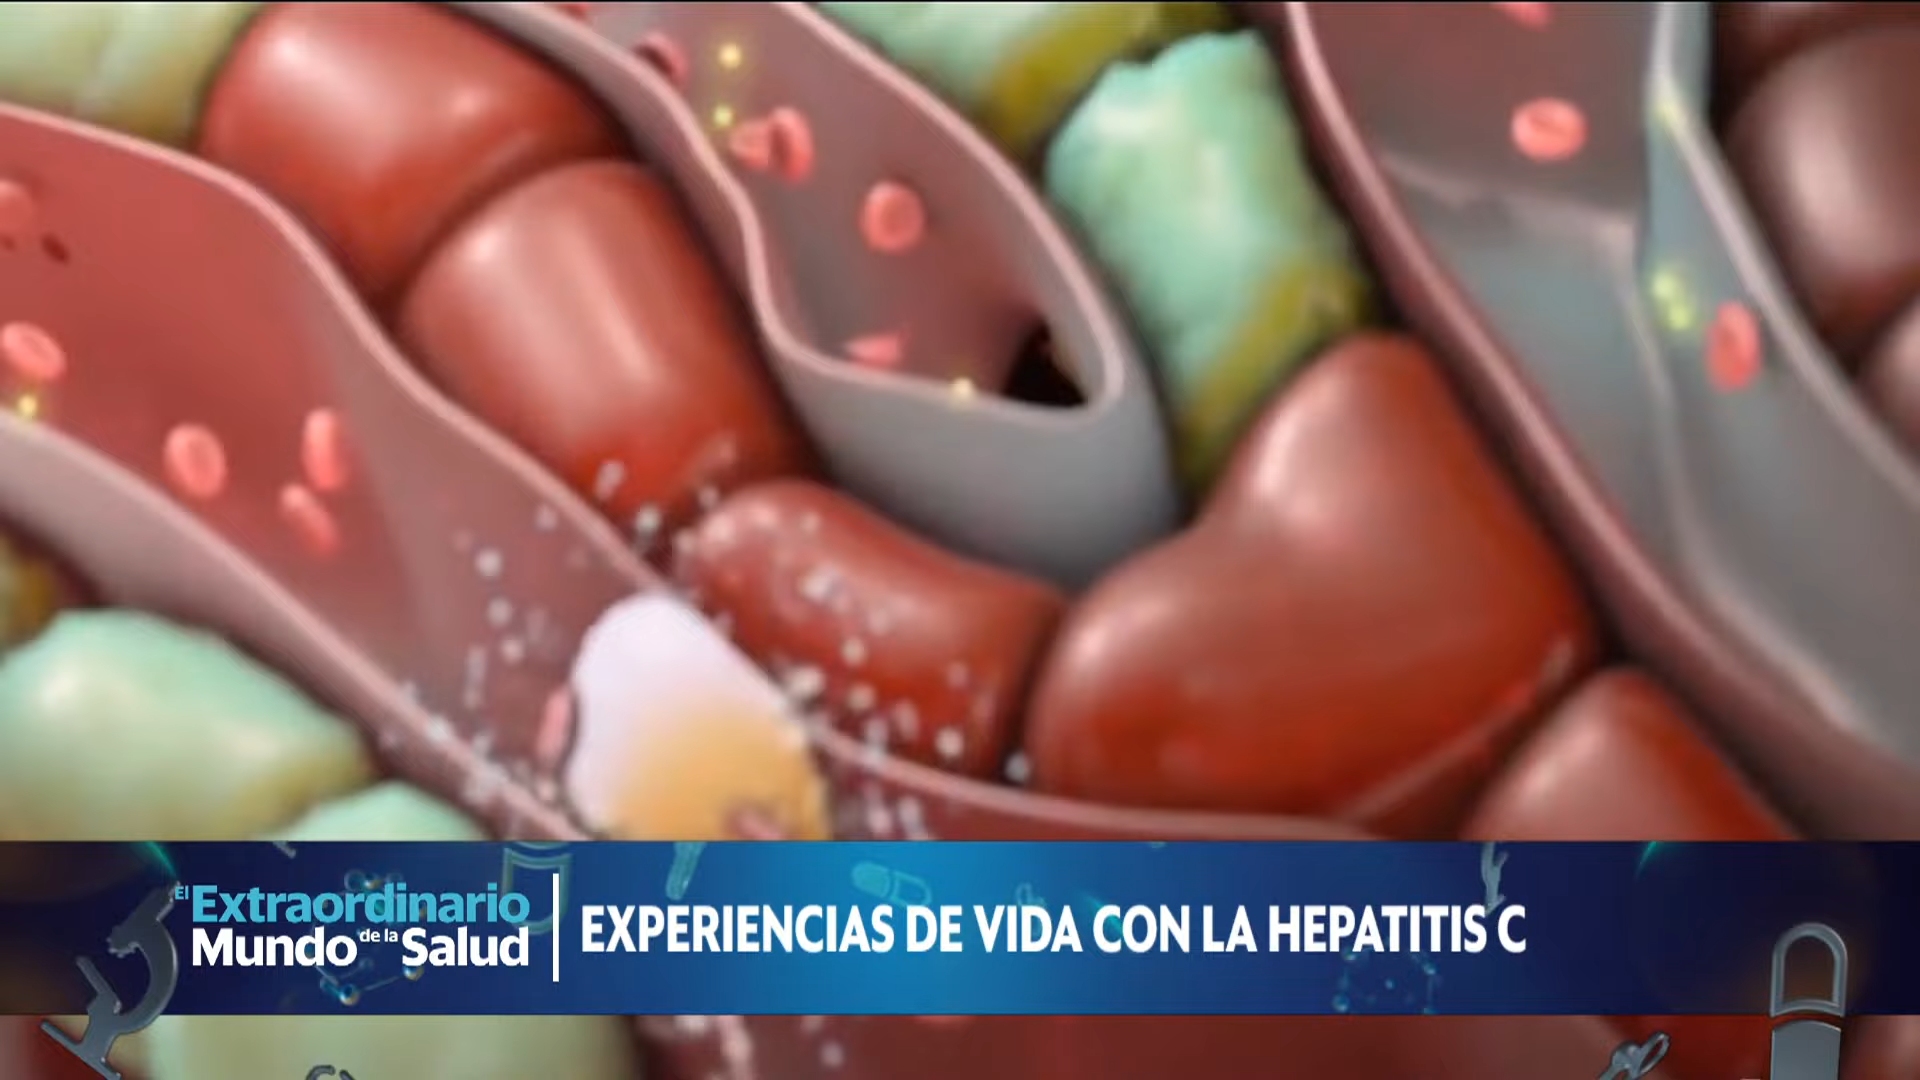 El Extraordinario
Mundo de la Salud
EXPERIENCIAS DE VIDA CON LA HEPATITIS C